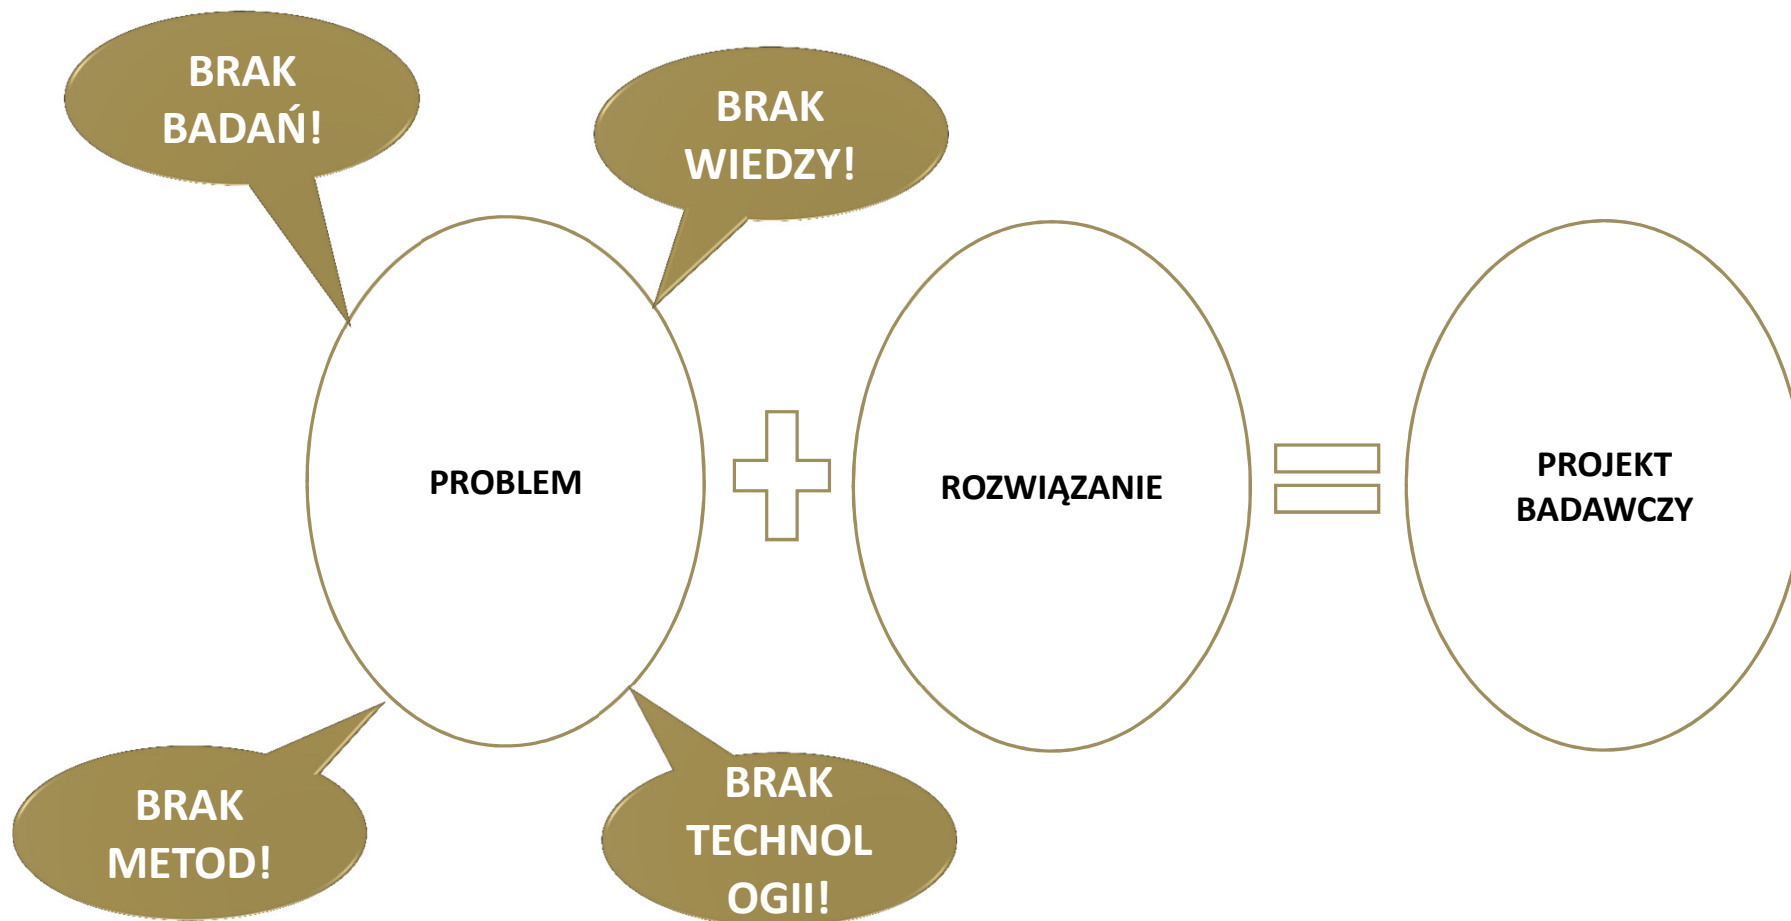 BRAK
BADAŃ!
BRAK
WIEDZY!
PROBLEM
ROZWIĄZANIE
PROJEKT
BADAWCZY
BRAK
METOD!
BRAK
TECHNOL
OGII!